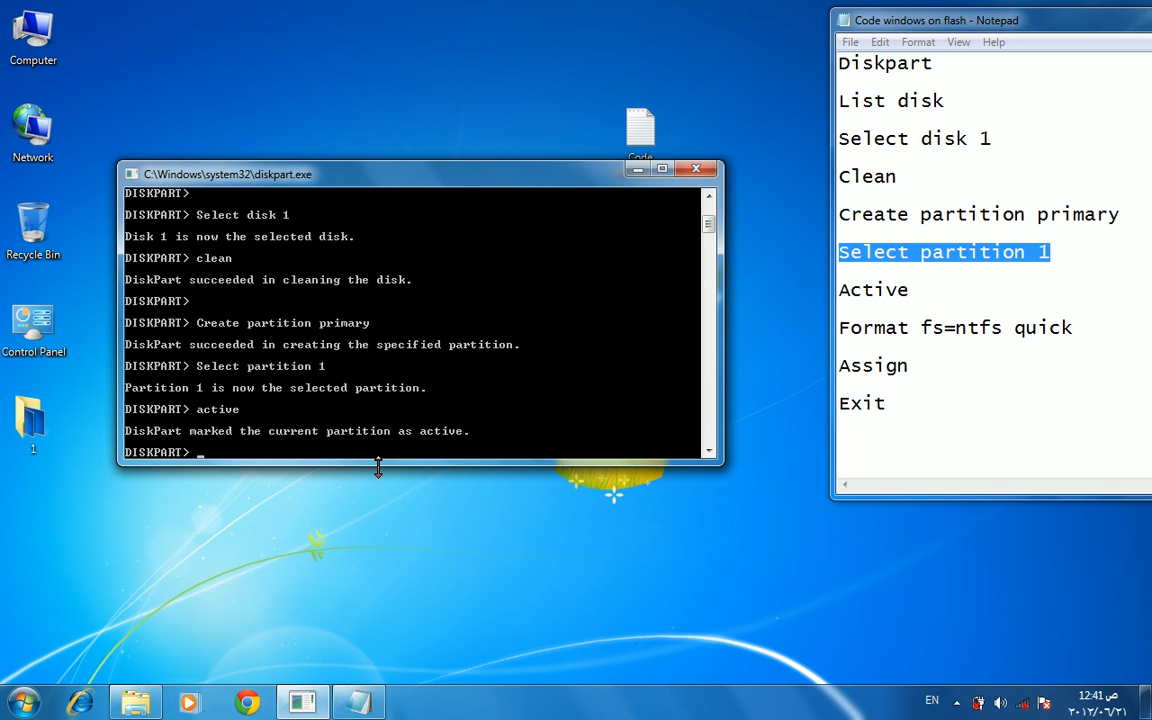 Computer
Network
Recycle Bin
Control Panel
1
Code
C:\Windows\system32\diskpart.exe
DISKPART>
DISKPART> Select disk 1
Disk 1 is now the selected disk.
DISKPART> clean
DiskPart succeeded in cleaning the disk.
DISKPART>
DISKPART> Create partition primary
DiskPart succeeded in creating the specified partition.
DISKPART> Select partition 1
Partition 1 is now the selected partition.
DISKPART> active
DiskPart marked the current partition as active.
DISKPART> _
Code windows on flash - Notepad
File Edit Format View Help
Diskpart
List disk
Select disk 1
Clean
Create partition primary
Select partition 1
Active
Format fs=ntfs quick
Assign
Exit
EN
12:41 ص
٢٠١٢/٠٦/٢١